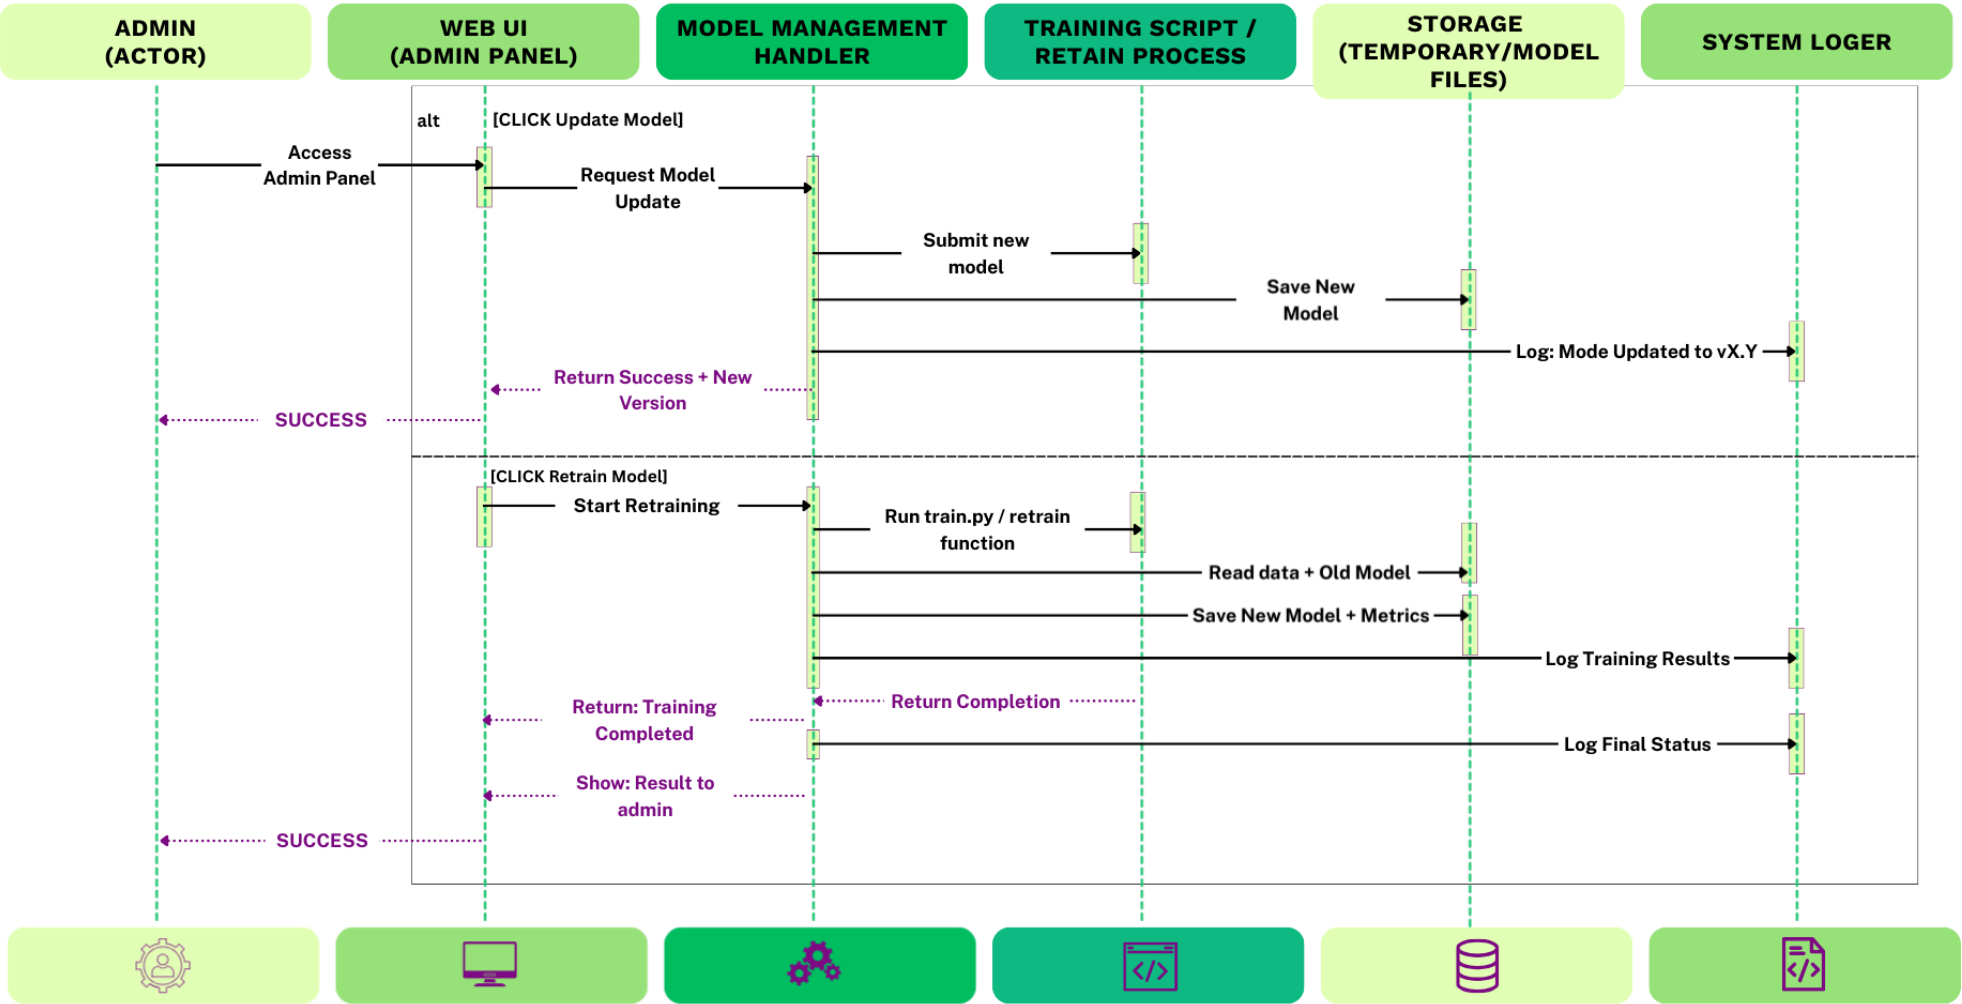 ADMIN
(ACTOR)
WEB UI
(ADMIN PANEL)
MODEL MANAGEMENT
HANDLER
TRAINING SCRIPT /
RETAIN PROCESS
STORAGE
(TEMPORARY/MODEL
FILES)
SYSTEM LOGER
alt
[CLICK Update Model]
Access
Admin Panel
Request Model
Update
Submit new
model
Save New
Model
Log: Mode Updated to vX.Y
Return Success + New
Version
SUCCESS
[CLICK Retrain Model]
Start Retraining
Run train.py / retrain
function
Read data + Old Model
Save New Model + Metrics
Log Training Results
Return Completion
Return: Training
Completed
Log Final Status
Show: Result to
admin
SUCCESS